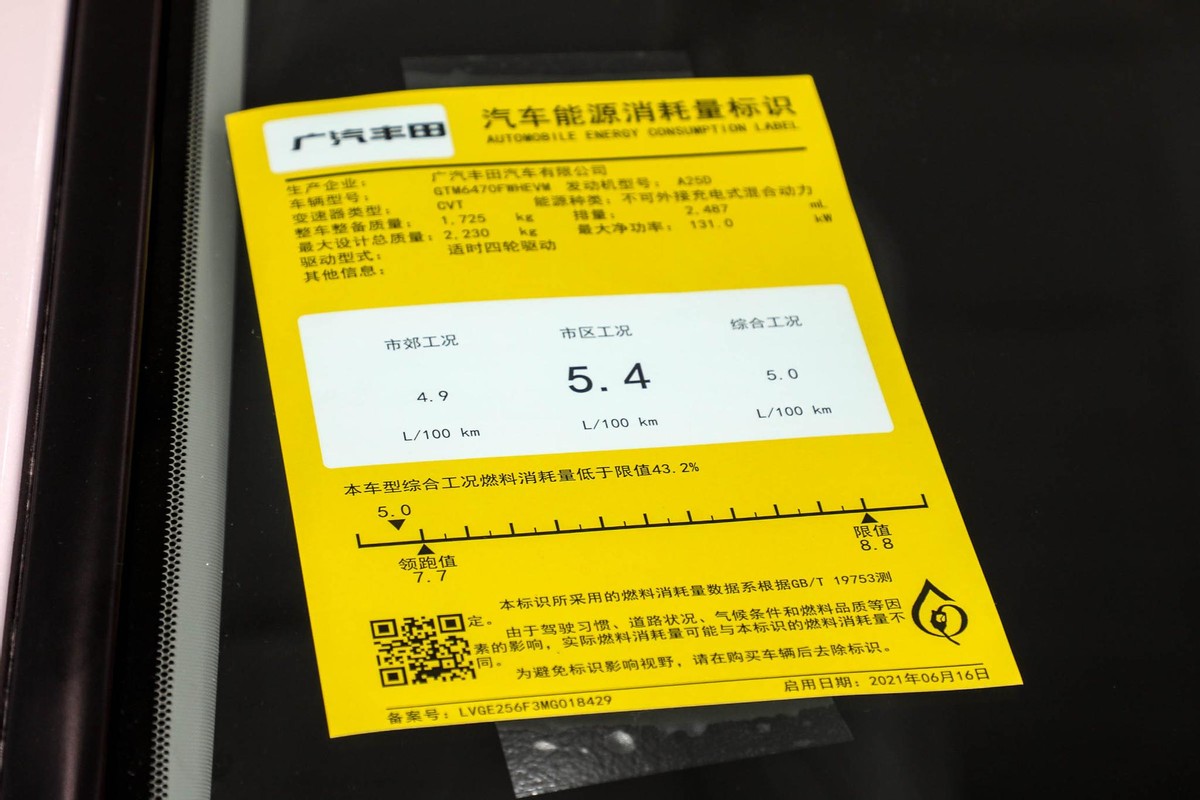 广汽丰田
汽车能源消耗量标识
AUTOMOBILE ENERGY CONSUMPTION LABEL
生产企业: 广汽丰田汽车有限公司
车辆型号: GTM6470FWHEVM 发动机型号: A25D
变速器类型: CVT 能源种类: 不可外接充电式混合动力
整车整备质量: 1,725 kg 排量: 2.487 mL
最大设计总质量: 2,230 kg 最大净功率: 131.0 kW
驱动型式: 适时四轮驱动
其他信息:
市郊工况 市区工况 综合工况
4.9 5.4 5.0
L/100 km L/100 km L/100 km
本车型综合工况燃料消耗量低于限值43.2%
5.0
领跑值 限值
7.7 8.8
本标识所采用的燃料消耗量数据系根据GB/T 19753测
定。
由于驾驶习惯、道路状况、气候条件和燃料品质等因
素的影响,实际燃料消耗量可能与本标识的燃料消耗量不
同。
为避免标识影响视野,请在购买车辆后去除标识。
备案号: LVGE256F3MG018429 启用日期: 2021年06月16日